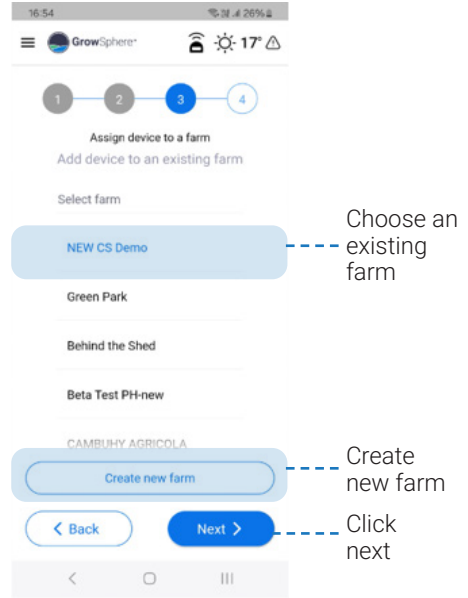 16:54
26%
GrowSphere™
17°
1 2 3 4
Assign device to a farm
Add device to an existing farm
Select farm
NEW CS Demo
Choose an
existing
farm
Green Park
Behind the Shed
Beta Test PH-new
CAMBUHY AGRICOLA
Create new farm
Create
new farm
Back
Next
Click
next